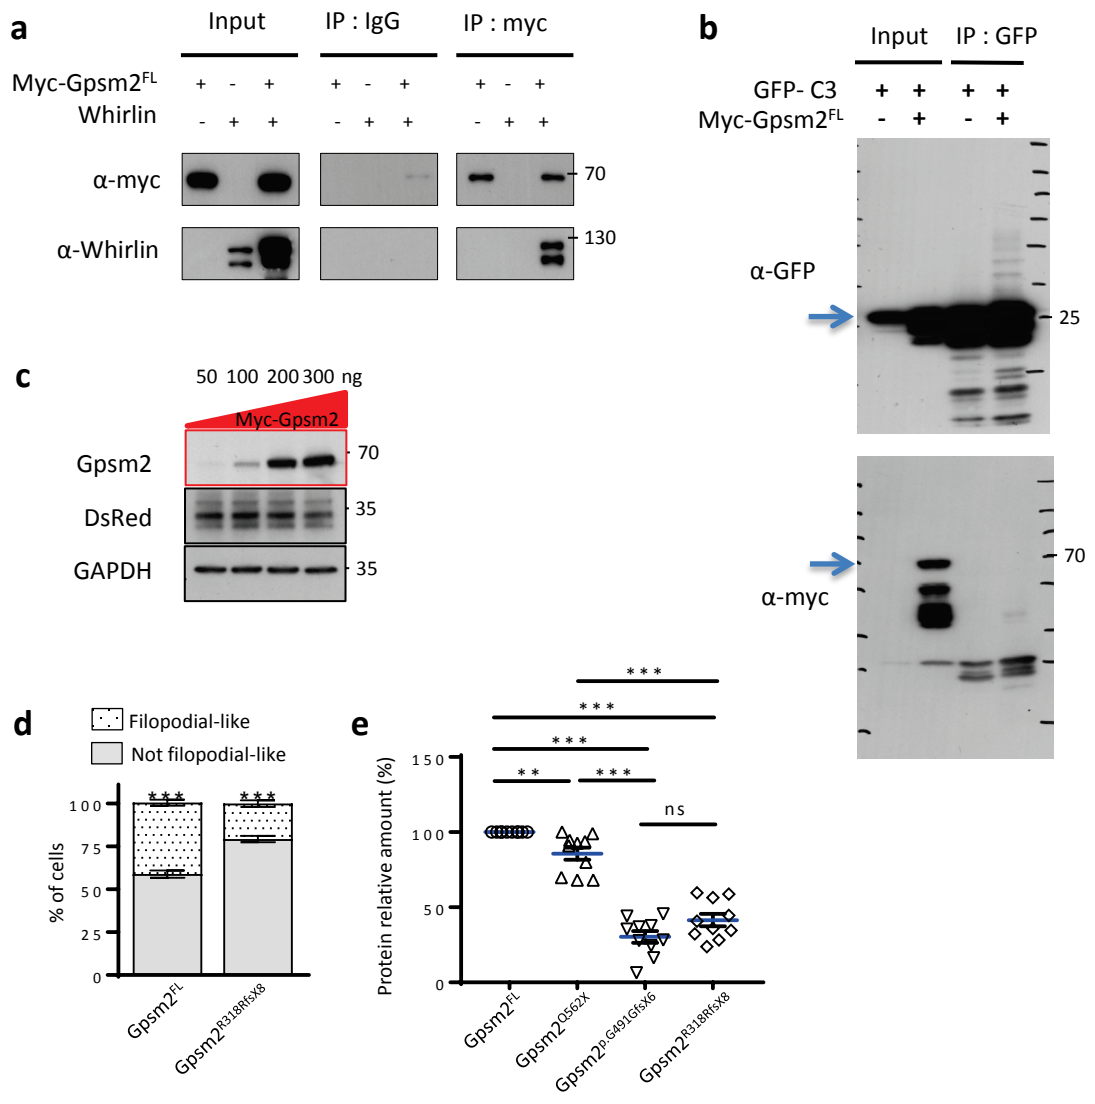 a
Input
IP : IgG
IP : myc
Myc-Gpsm2FL
+ - + + - + + - +
Whirlin
- + + - + + - + +
α-myc
70
α-Whirlin
130
b
Input
IP : GFP
GFP- C3
+ + + +
Myc-Gpsm2FL
- + - +
α-GFP
25
70
α-myc
c
50 100 200 300 ng
Myc-Gpsm2
Gpsm2
70
DsRed
35
GAPDH
35
d
Filopodial-like
Not filopodial-like
% of cells
100
75
50
25
0
*** ***
Gpsm2FL
Gpsm2R318RfsX8
e
Protein relative amount (%)
150
100
50
0
***
***
***
** ***
ns
Gpsm2FL
Gpsm2Q562X
Gpsm2p.G491GfsX6
Gpsm2R318RfsX8